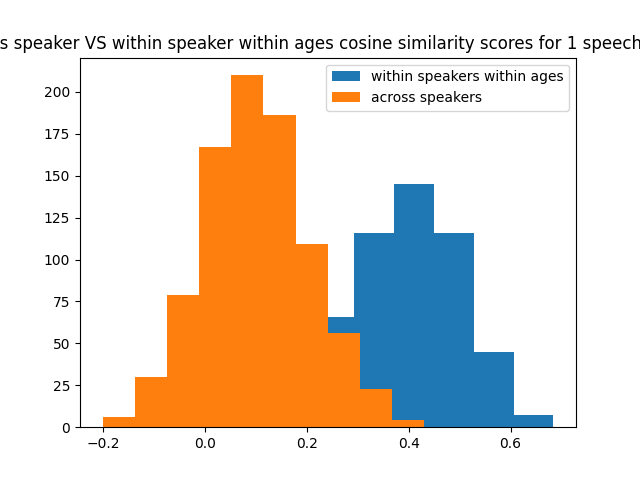 s speaker VS within speaker within ages cosine similarity scores for 1 speech
within speakers within ages
across speakers
200
175
150
125
100
75
50
25
0
−0.2 0.0 0.2 0.4 0.6